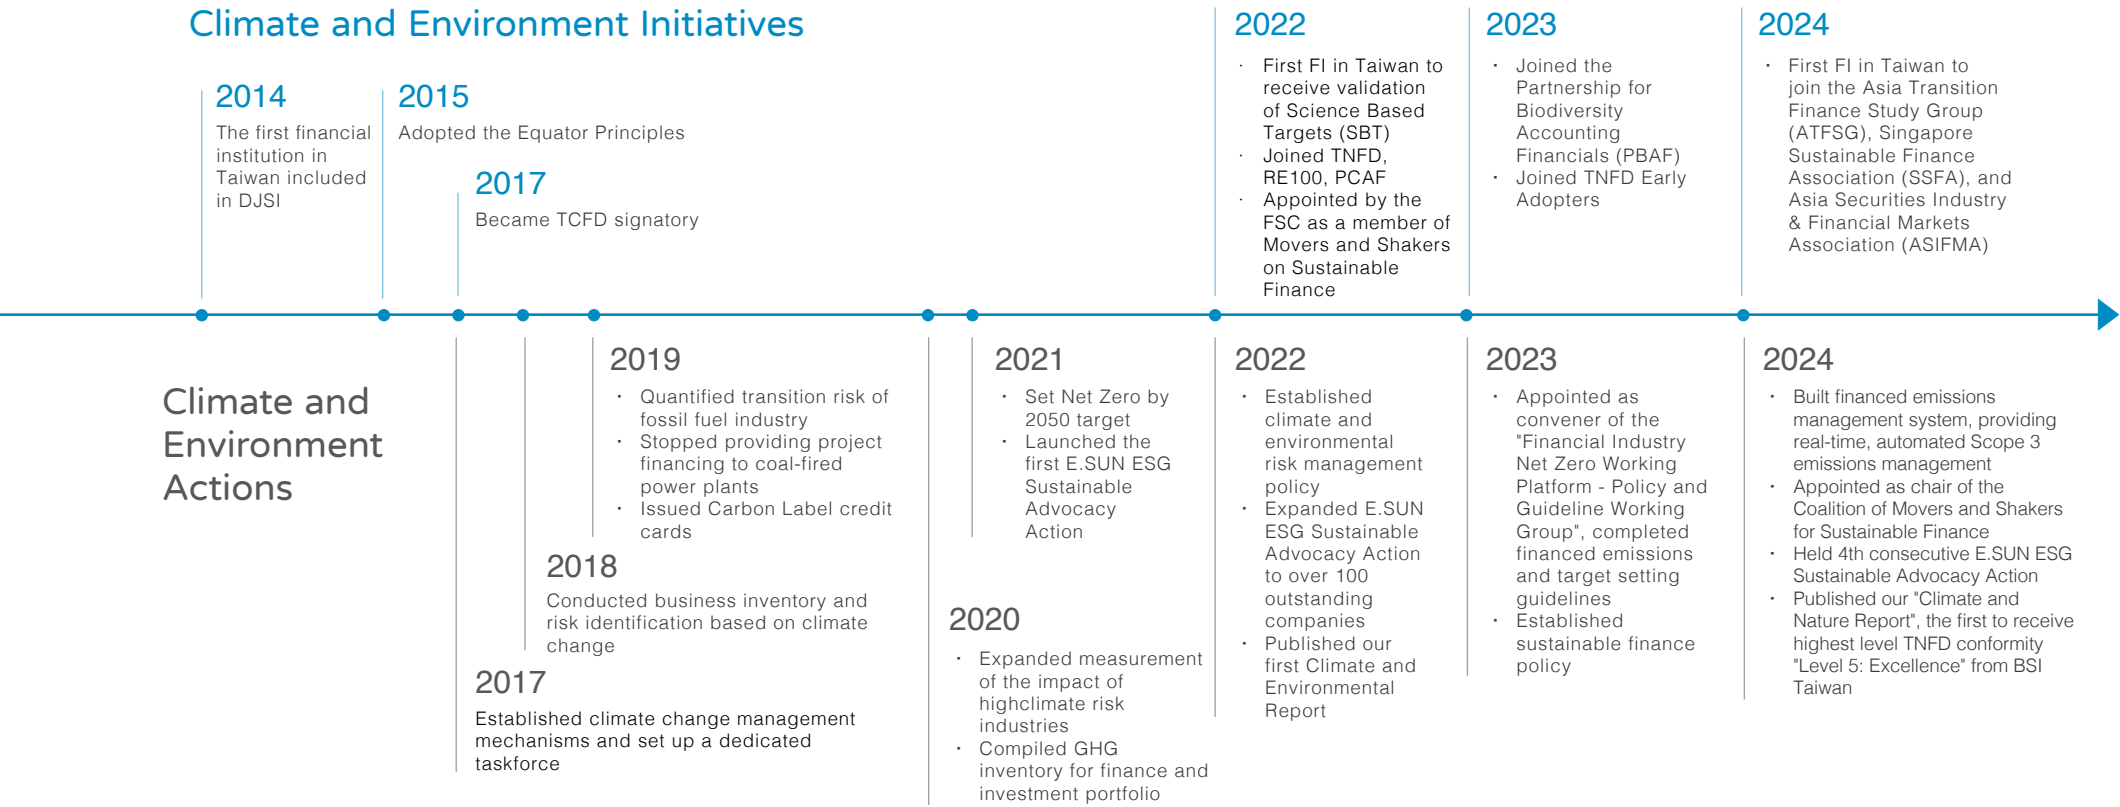 Climate and Environment Initiatives
2014
The first financial
institution in
Taiwan included
in DJSI
2015
Adopted the Equator Principles
2017
Became TCFD signatory
2022
· First FI in Taiwan to
receive validation
of Science Based
Targets (SBT)
· Joined TNFD,
RE100, PCAF
· Appointed by the
FSC as a member of
Movers and Shakers
on Sustainable
Finance
2023
· Joined the
Partnership for
Biodiversity
Accounting
Financials (PBAF)
· Joined TNFD Early
Adopters
2024
· First FI in Taiwan to
join the Asia Transition
Finance Study Group
(ATFSG), Singapore
Sustainable Finance
Association (SSFA), and
Asia Securities Industry
& Financial Markets
Association (ASIFMA)
Climate and
Environment
Actions
2017
Established climate change management
mechanisms and set up a dedicated
taskforce
2018
Conducted business inventory and
risk identification based on climate
change
2019
· Quantified transition risk of
fossil fuel industry
· Stopped providing project
financing to coal-fired
power plants
· Issued Carbon Label credit
cards
2020
· Expanded measurement
of the impact of
highclimate risk
industries
· Compiled GHG
inventory for finance and
investment portfolio
2021
· Set Net Zero by
2050 target
· Launched the
first E.SUN ESG
Sustainable
Advocacy
Action
2022
· Established
climate and
environmental
risk management
policy
· Expanded E.SUN
ESG Sustainable
Advocacy Action
to over 100
outstanding
companies
· Published our
first Climate and
Environmental
Report
2023
· Appointed as
convener of the
"Financial Industry
Net Zero Working
Platform - Policy and
Guideline Working
Group", completed
financed emissions
and target setting
guidelines
· Established
sustainable finance
policy
2024
· Built financed emissions
management system, providing
real-time, automated Scope 3
emissions management
· Appointed as chair of the
Coalition of Movers and Shakers
for Sustainable Finance
· Held 4th consecutive E.SUN ESG
Sustainable Advocacy Action
· Published our "Climate and
Nature Report", the first to receive
highest level TNFD conformity
"Level 5: Excellence" from BSI
Taiwan